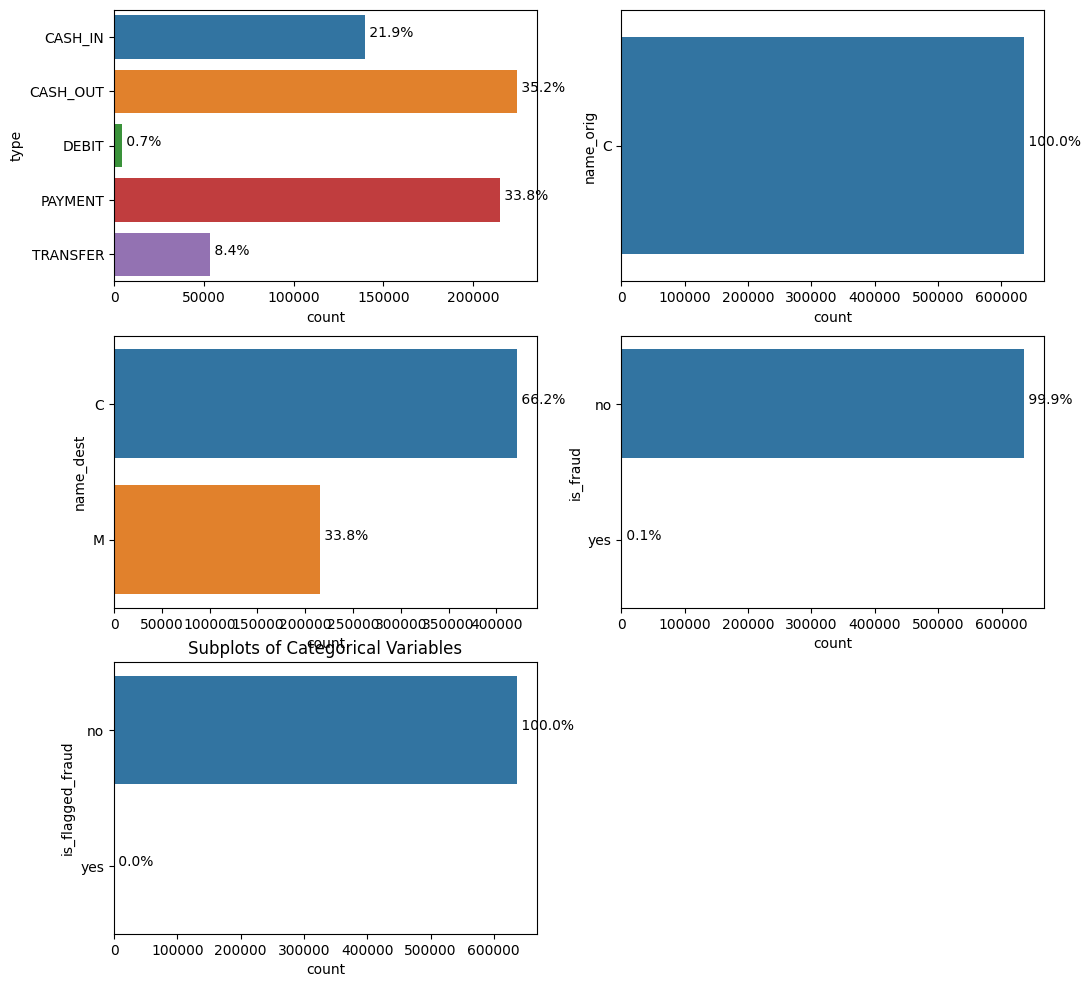 CASH_IN
21.9%
CASH_OUT
35.2%
DEBIT
0.7%
PAYMENT
33.8%
TRANSFER
8.4%
type
0 50000 100000 150000 200000
count
C
100.0%
name_orig
0 100000 200000 300000 400000 500000 600000
count
C
66.2%
M
33.8%
name_dest
0 50000 100000 150000 200000 250000 300000 350000 400000
count
no
99.9%
yes
0.1%
is_fraud
0 100000 200000 300000 400000 500000 600000
count
Subplots of Categorical Variables
no
100.0%
yes
0.0%
is_flagged_fraud
0 100000 200000 300000 400000 500000 600000
count